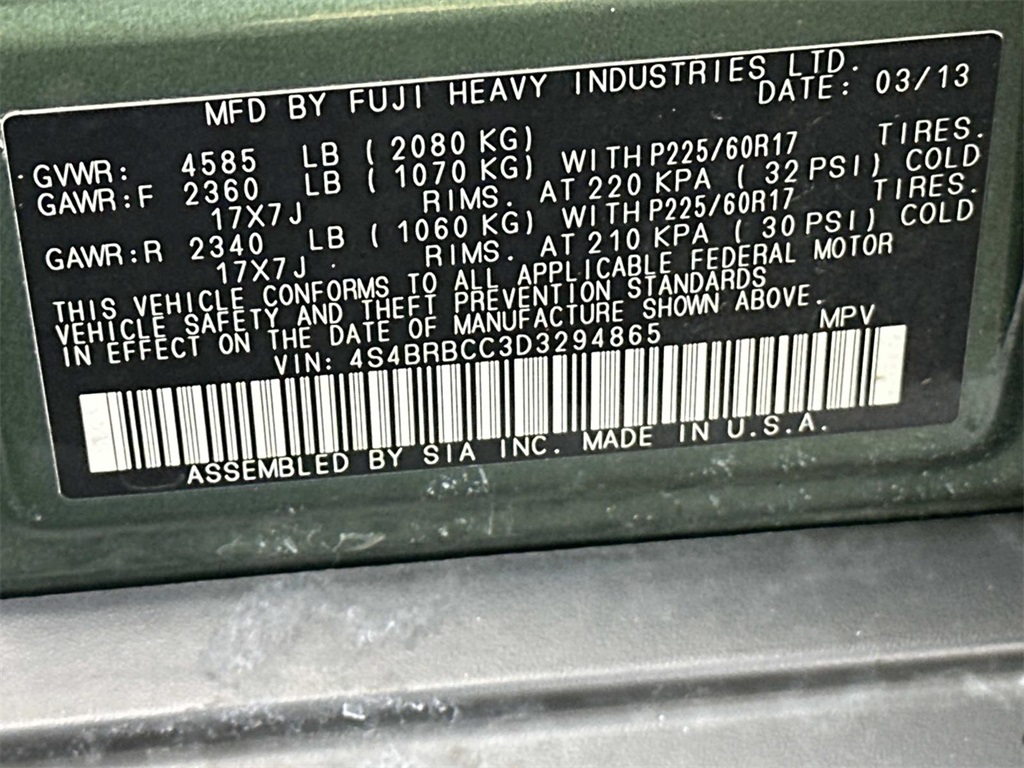 MFD BY FUJI HEAVY INDUSTRIES LTD.
DATE: 03/13
GVWR: 4585 LB ( 2080 KG)
GAWR:F 2360 LB ( 1070 KG) WITH P225/60R17 TIRES.
17X7J RIMS. AT 220 KPA ( 32 PSI) COLD
GAWR:R 2340 LB ( 1060 KG) WITH P225/60R17 TIRES.
17X7J RIMS. AT 210 KPA ( 30 PSI) COLD
THIS VEHICLE CONFORMS TO ALL APPLICABLE FEDERAL MOTOR
VEHICLE SAFETY AND THEFT PREVENTION STANDARDS
IN EFFECT ON THE DATE OF MANUFACTURE SHOWN ABOVE.
VIN: 4S4BRBCC3D3294865 MPV
ASSEMBLED BY SIA INC. MADE IN U.S.A.